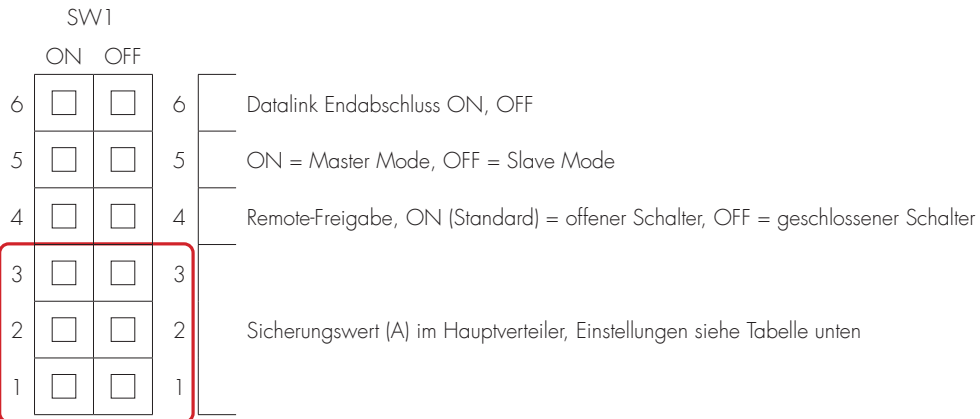 SW1
ON OFF
6 6 Datalink Endabschluss ON, OFF
5 5 ON = Master Mode, OFF = Slave Mode
4 4 Remote-Freigabe, ON (Standard) = offener Schalter, OFF = geschlossener Schalter
3 3
2 2 Sicherungswert (A) im Hauptverteiler, Einstellungen siehe Tabelle unten
1 1